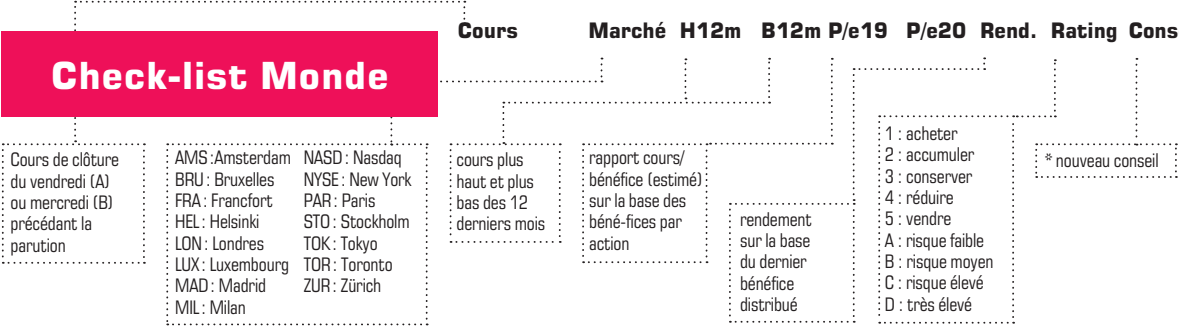 Cours Marché H12m B12m P/e19 P/e20 Rend. Rating Cons
Check-list Monde
Cours de clôture
du vendredi (A)
ou mercredi (B)
précédant la
parution
AMS : Amsterdam NASD : Nasdaq
BRU : Bruxelles NYSE : New York
FRA : Francfort PAR : Paris
HEL : Helsinki STO : Stockholm
LON : Londres TOK : Tokyo
LUX : Luxembourg TOR : Toronto
MAD : Madrid ZUR : Zürich
MIL : Milan
cours plus
haut et plus
bas des 12
derniers mois
rapport cours/
bénéfice (estimé)
sur la base des
béné-fices par
action
rendement
sur la base
du dernier
bénéfice
distribué
1 : acheter
2 : accumuler
3 : conserver
4 : réduire
5 : vendre
A : risque faible
B : risque moyen
C : risque élevé
D : très élevé
* nouveau conseil